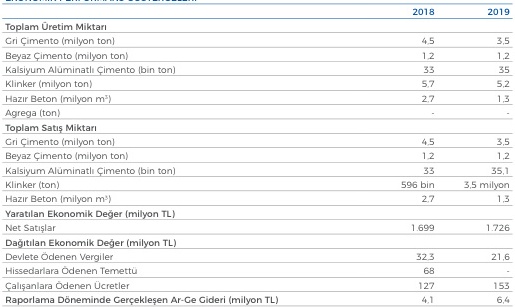 2018 2019
Toplam Üretim Miktarı
Gri Çimento (milyon ton) 4,5 3,5
Beyaz Çimento (milyon ton) 1,2 1,2
Kalsiyum Alüminatlı Çimento (bin ton) 33 35
Klinker (milyon ton) 5,7 5,2
Hazır Beton (milyon m³) 2,7 1,3
Agrega (ton) - -
Toplam Satış Miktarı
Gri Çimento (milyon ton) 4,5 3,5
Beyaz Çimento (milyon ton) 1,2 1,2
Kalsiyum Alüminatlı Çimento (bin ton) 33 35,1
Klinker (ton) 596 bin 3,5 milyon
Hazır Beton (milyon m³) 2,7 1,3
Yaratılan Ekonomik Değer (milyon TL)
Net Satışlar 1.699 1.726
Dağıtılan Ekonomik Değer (milyon TL)
Devlete Ödenen Vergiler 32,3 21,6
Hissedarlara Ödenen Temettü 68 -
Çalışanlara Ödenen Ücretler 127 153
Raporlama Döneminde Gerçekleşen Ar-Ge Gideri (milyon TL) 4,1 6,4